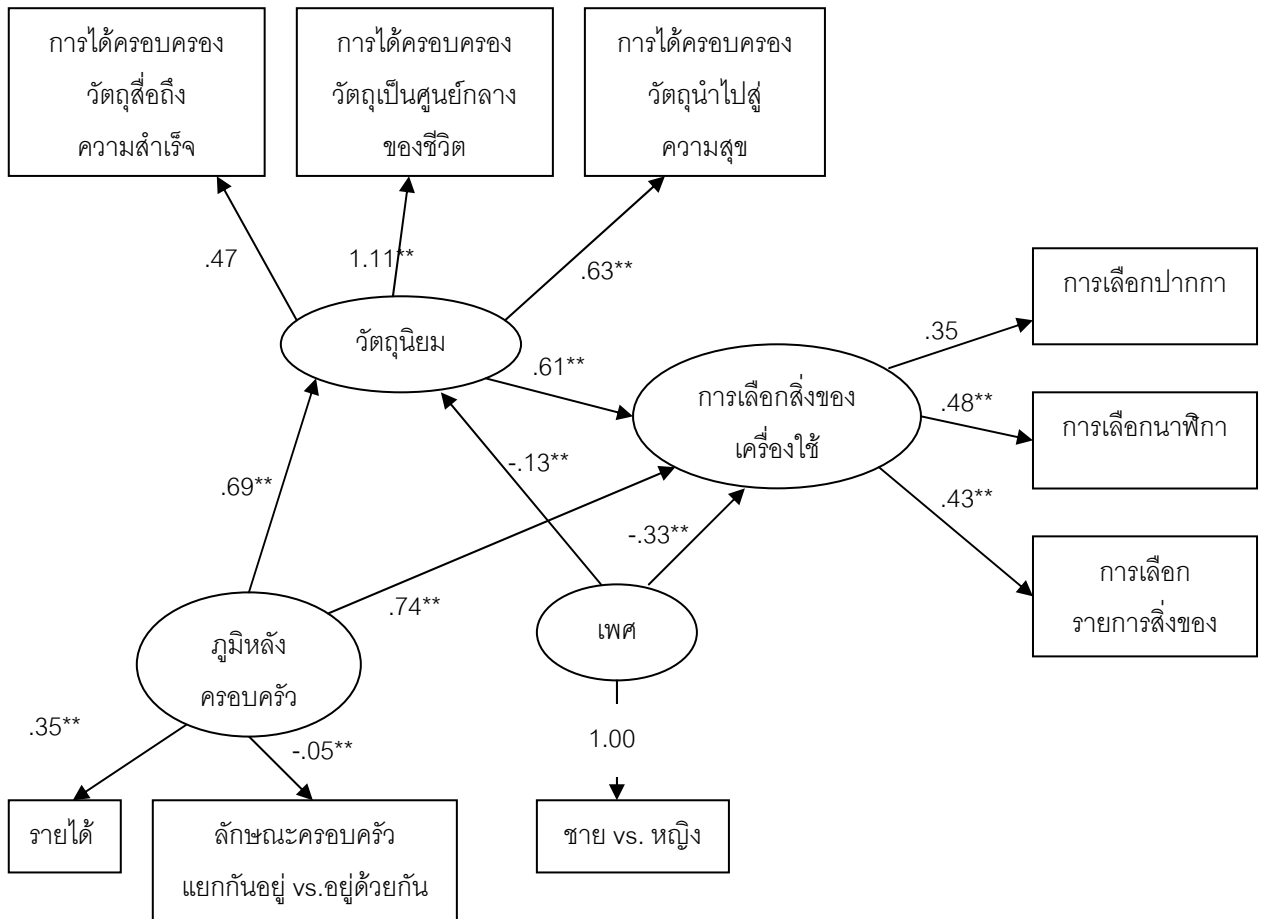 การได้ครอบครอง
วัตถุสื่อถึง
ความสำเร็จ
การได้ครอบครอง
วัตถุเป็นศูนย์กลาง
ของชีวิต
การได้ครอบครอง
วัตถุนำไปสู่
ความสุข
.47
1.11**
.63**
วัตถุนิยม
.61**
การเลือกสิ่งของ
เครื่องใช้
.35
การเลือกปากกา
.48**
การเลือกนาฬิกา
.43**
การเลือก
รายการสิ่งของ
.69**
-.13**
.74**
-.33**
ภูมิหลัง
ครอบครัว
เพศ
.35**
-.05**
1.00
รายได้
ลักษณะครอบครัว
แยกกันอยู่ vs.อยู่ด้วยกัน
ชาย vs. หญิง